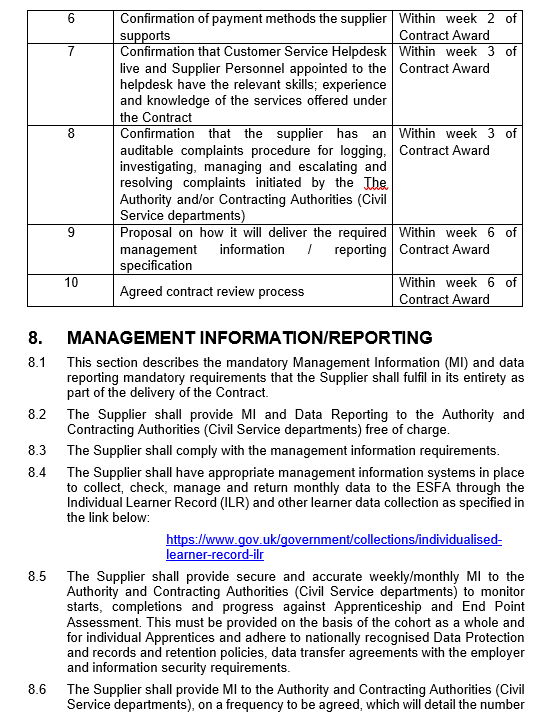 6 Confirmation of payment methods the supplier Within week 2 of
supports Contract Award
7 Confirmation that Customer Service Helpdesk Within week 3 of
live and Supplier Personnel appointed to the Contract Award
helpdesk have the relevant skills; experience
and knowledge of the services offered under
the Contract
8 Confirmation that the supplier has an Within week 3 of
auditable complaints procedure for logging, Contract Award
investigating, managing and escalating and
resolving complaints initiated by the The
Authority and/or Contracting Authorities (Civil
Service departments)
9 Proposal on how it will deliver the required Within week 6 of
management information / reporting Contract Award
specification
10 Agreed contract review process Within week 6 of
Contract Award
8. MANAGEMENT INFORMATION/REPORTING
8.1 This section describes the mandatory Management Information (MI) and data
reporting mandatory requirements that the Supplier shall fulfil in its entirety as
part of the delivery of the Contract.
8.2 The Supplier shall provide MI and Data Reporting to the Authority and
Contracting Authorities (Civil Service departments) free of charge.
8.3 The Supplier shall comply with the management information requirements.
8.4 The Supplier shall have appropriate management information systems in place
to collect, check, manage and return monthly data to the ESFA through the
Individual Learner Record (ILR) and other learner data collection as specified in
the link below:
https://www.gov.uk/government/collections/individualised-
learner-record-ilr
8.5 The Supplier shall provide secure and accurate weekly/monthly MI to the
Authority and Contracting Authorities (Civil Service departments) to monitor
starts, completions and progress against Apprenticeship and End Point
Assessment. This must be provided on the basis of the cohort as a whole and
for individual Apprentices and adhere to nationally recognised Data Protection
and records and retention policies, data transfer agreements with the employer
and information security requirements.
8.6 The Supplier shall provide MI to the Authority and Contracting Authorities (Civil
Service departments), on a frequency to be agreed, which will detail the number